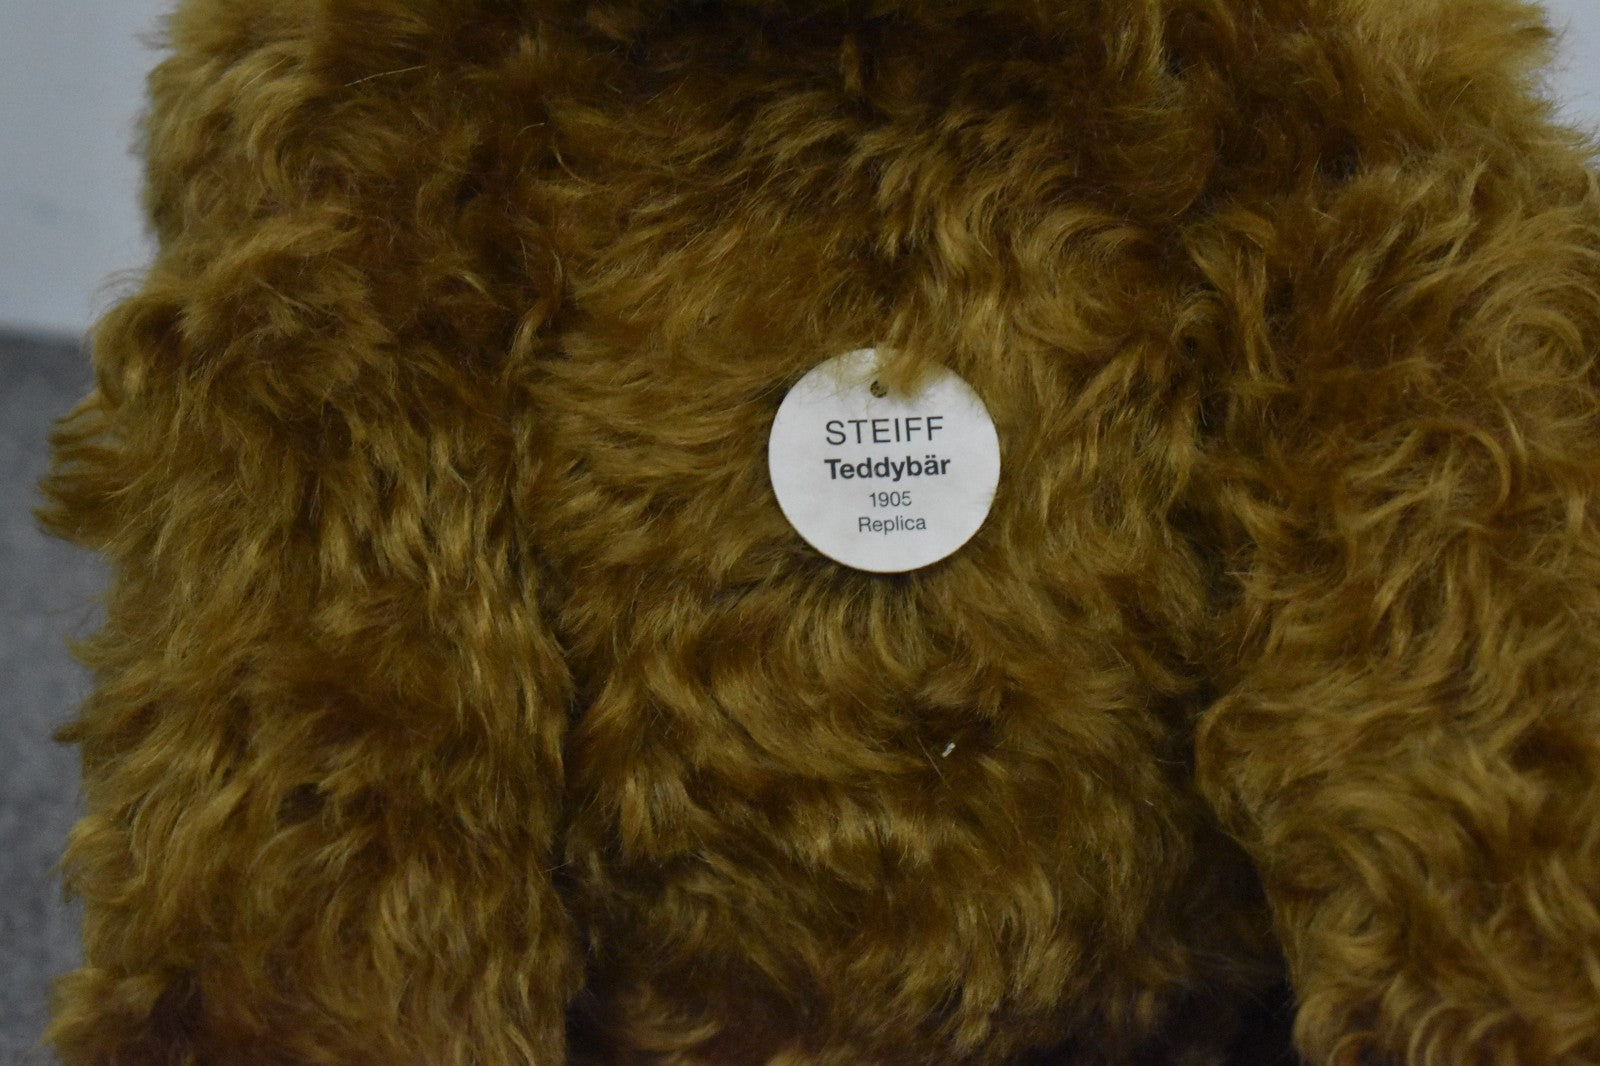 STEIFF
Teddybär
1905
Replica